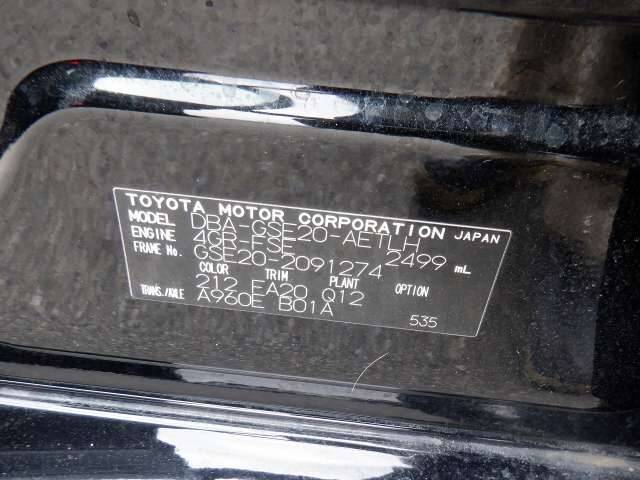 TOYOTA MOTOR CORPORATION JAPAN
MODEL DBA-GSE20-AETLH
ENGINE 4GR-FSE 2499 mL
FRAME No. GSE20-2091274
COLOR TRIM PLANT OPTION
212 EA20 Q12
TRANS./AXLE A960E B01A
535